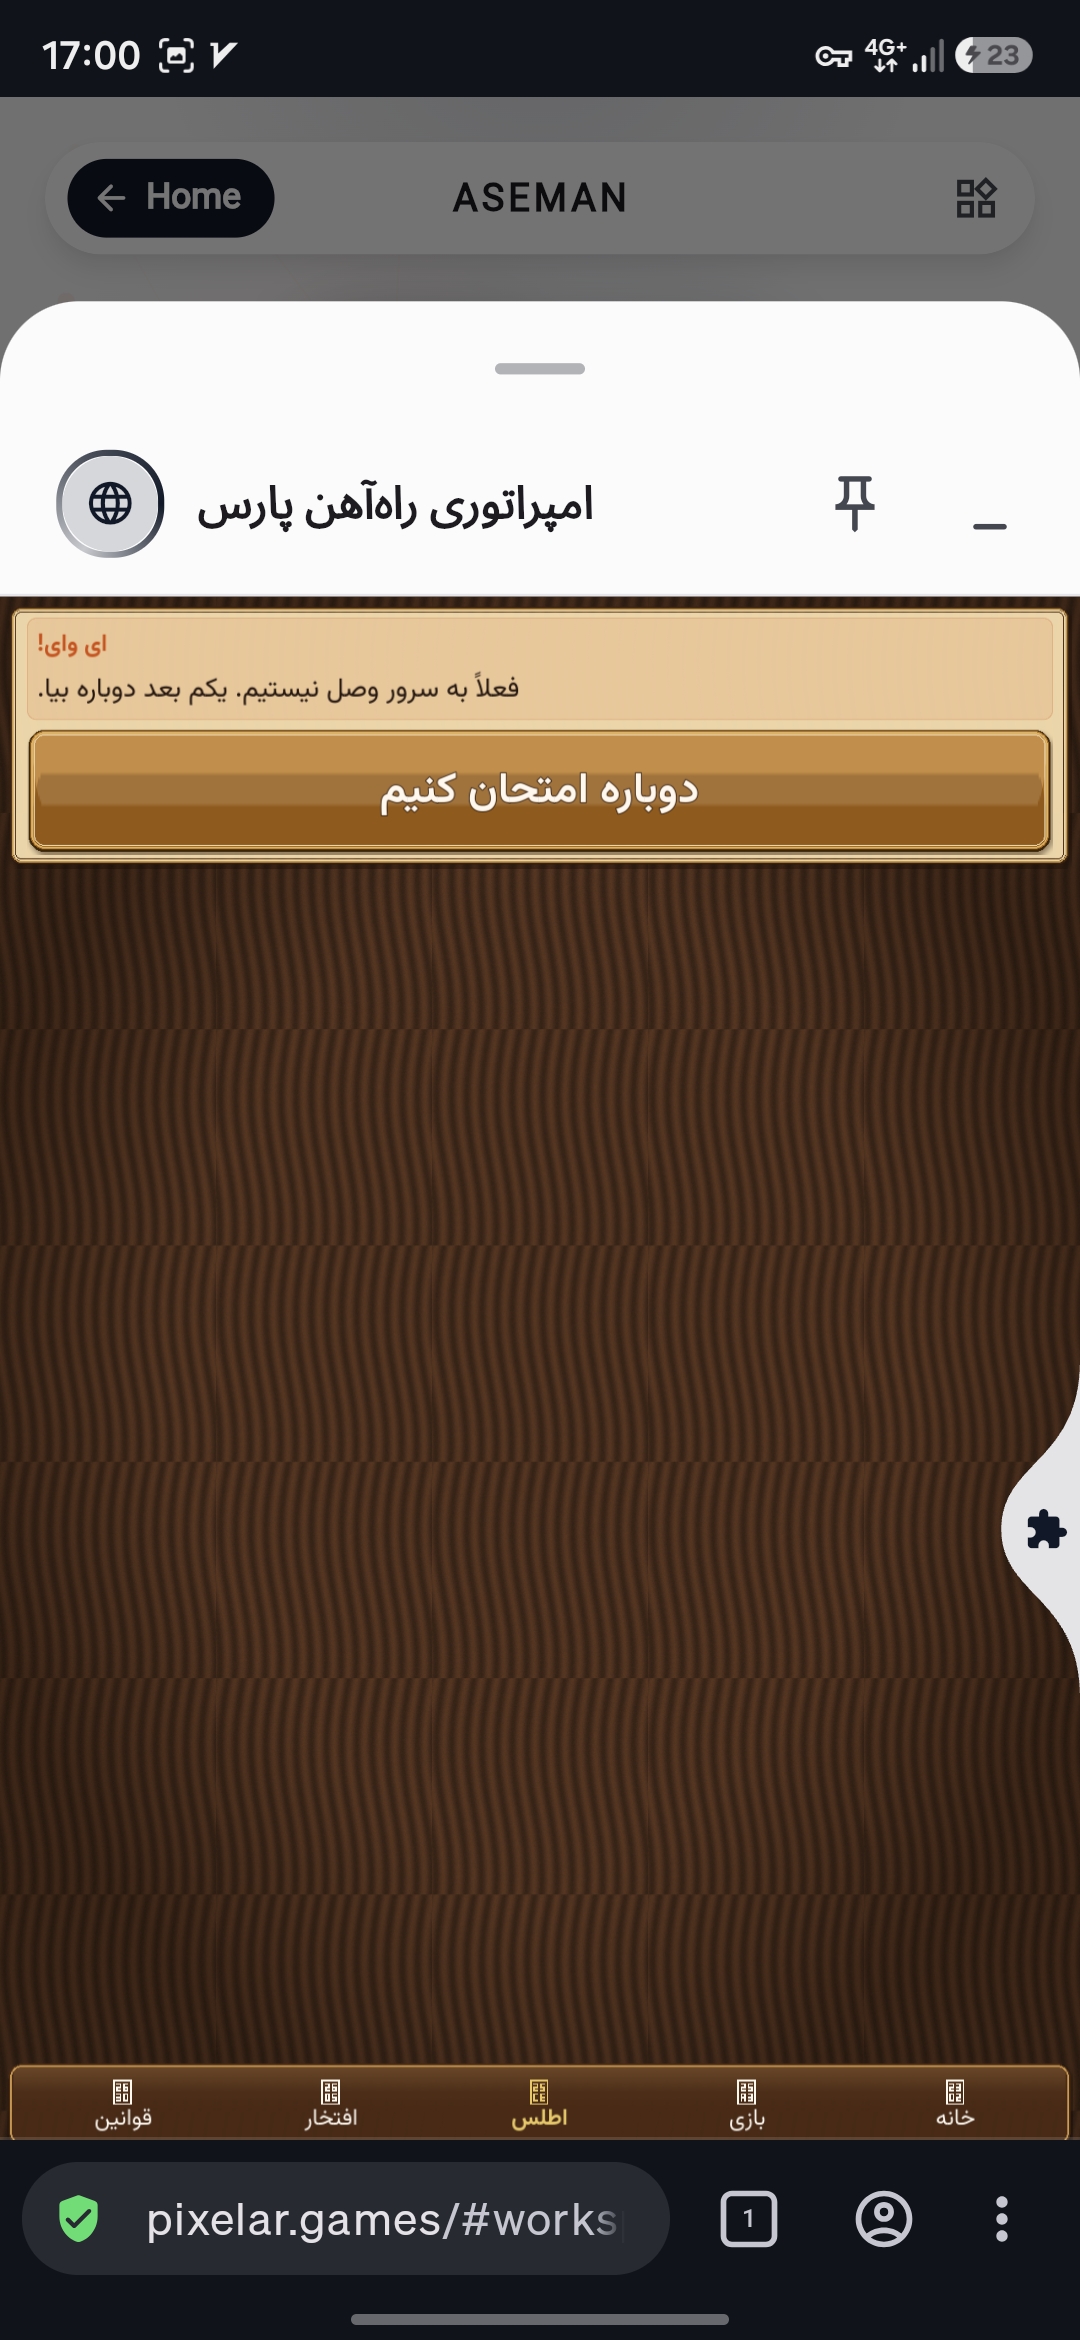 17:00
4G+
23
Home
ASEMAN
امپراتوری راه‌آهن پارس
ای وای!
فعلاً به سرور وصل نیستیم. یکم بعد دوباره بیا.
دوباره امتحان کنیم
خانه
بازی
اطلس
افتخار
قوانین
pixelar.games/#works
1